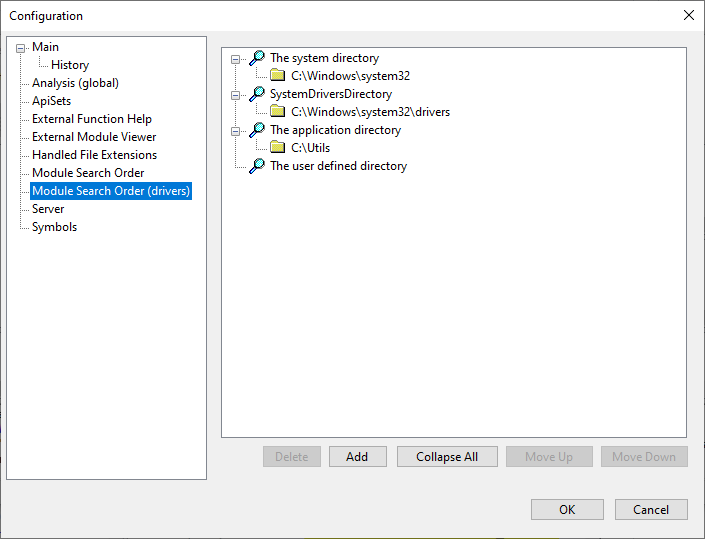 Configuration
Main
History
Analysis (global)
ApiSets
External Function Help
External Module Viewer
Handled File Extensions
Module Search Order
Module Search Order (drivers)
Server
Symbols
The system directory
C:\Windows\system32
SystemDriversDirectory
C:\Windows\system32\drivers
The application directory
C:\Utils
The user defined directory
Delete Add Collapse All Move Up Move Down
OK Cancel